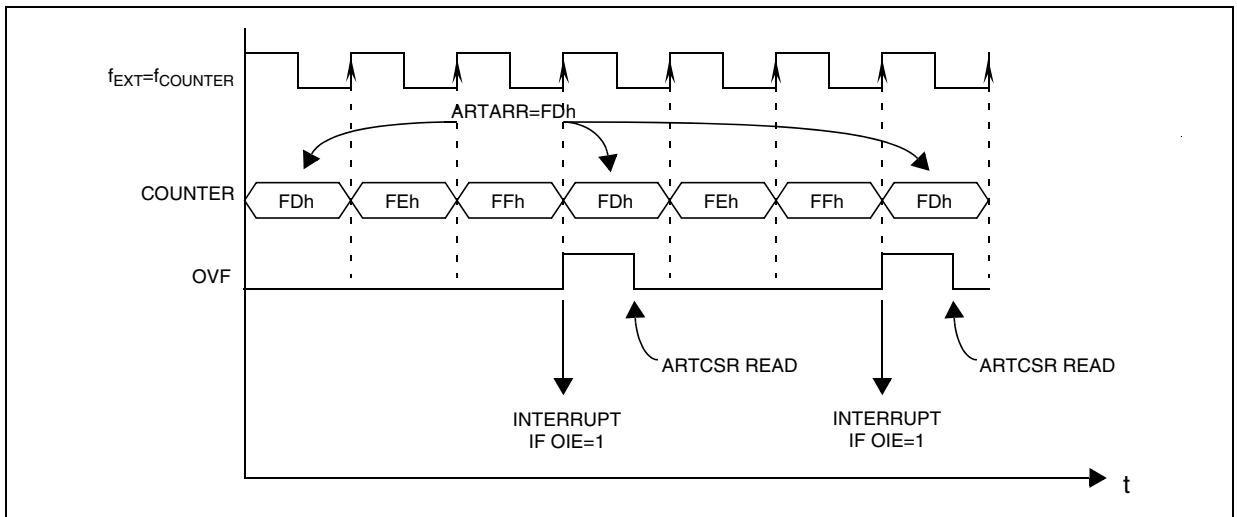 fEXT=fCOUNTER
ARTARR=FDh
COUNTER
FDh
FEh
FFh
FDh
FEh
FFh
FDh
OVF
ARTCSR READ
ARTCSR READ
INTERRUPT
IF OIE=1
INTERRUPT
IF OIE=1
t